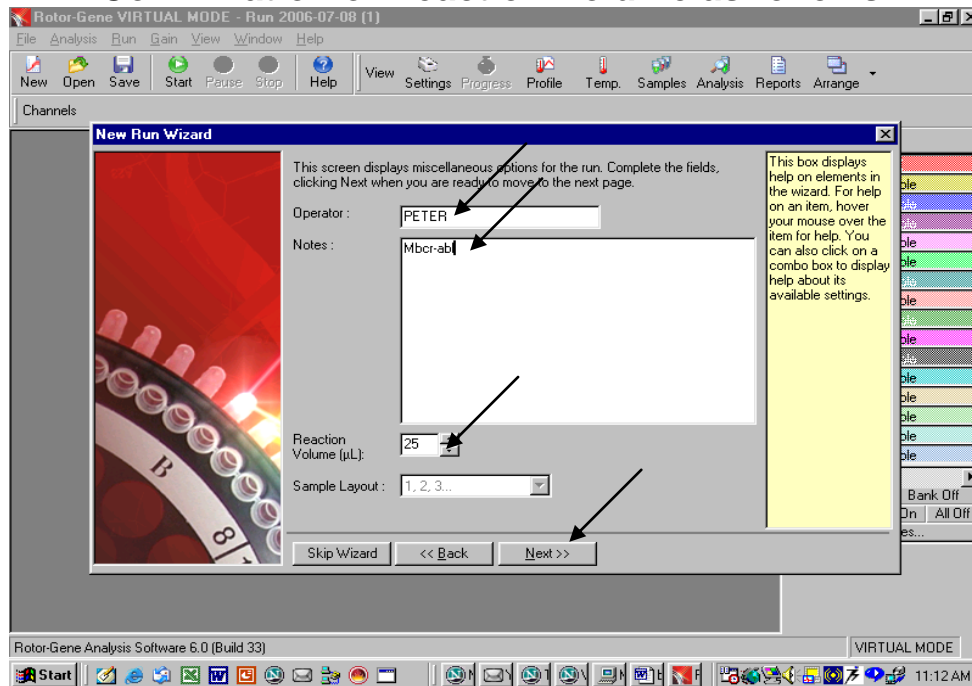 Rotor-Gene VIRTUAL MODE - Run 2006-07-08 (1)
File Analysis Run Gain View Window Help
New Open Save Start Pause Stop Help View Settings Progress Profile Temp. Samples Analysis Reports Arrange
Channels
New Run Wizard
This screen displays miscellaneous options for the run. Complete the fields,
clicking Next when you are ready to move to the next page.
Operator :
PETER
Notes :
Mbcr-abl
Reaction
Volume (µL):
25
Sample Layout :
1, 2, 3...
Skip Wizard
<< Back
Next >>
This box displays
help on elements in
the wizard. For help
on an item, hover
your mouse over the
item for help. You
can also click on a
combo box to display
help about its
available settings.
B
8
Bank Off
On All Off
Rotor-Gene Analysis Software 6.0 (Build 33)
VIRTUAL MODE
Start
11:12 AM